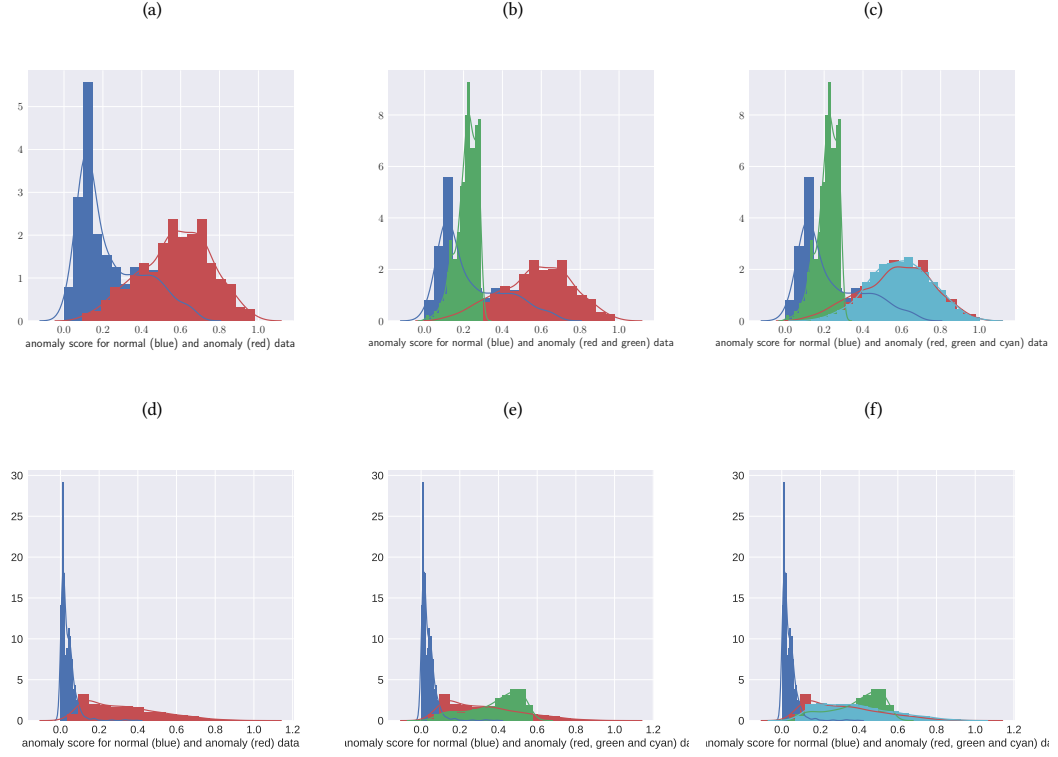 (a)
(b)
(c)
5
4
3
2
1
0
0.0 0.2 0.4 0.6 0.8 1.0
anomaly score for normal (blue) and anomaly (red) data
8
6
4
2
0
0.0 0.2 0.4 0.6 0.8 1.0
anomaly score for normal (blue) and anomaly (red and green) data
8
6
4
2
0
0.0 0.2 0.4 0.6 0.8 1.0
anomaly score for normal (blue) and anomaly (red, green and cyan) data
(d)
(e)
(f)
30
25
20
15
10
5
0
0.0 0.2 0.4 0.6 0.8 1.0 1.2
anomaly score for normal (blue) and anomaly (red) data
30
25
20
15
10
5
0
0.0 0.2 0.4 0.6 0.8 1.0 1.2
anomaly score for normal (blue) and anomaly (red, green and cyan) da
30
25
20
15
10
5
0
0.0 0.2 0.4 0.6 0.8 1.0 1.2
anomaly score for normal (blue) and anomaly (red, green and cyan) da